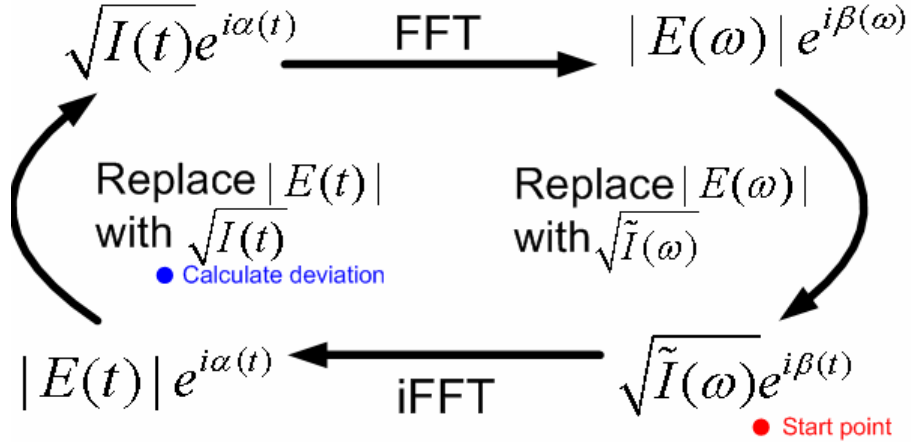 √I(t)e^{iα(t)} FFT |E(ω)|e^{iβ(ω)}
Replace |E(t)|
with √I(t)
● Calculate deviation
Replace |E(ω)|
with √Ĩ(ω)
|E(t)|e^{iα(t)} iFFT √Ĩ(ω)e^{iβ(t)}
● Start point